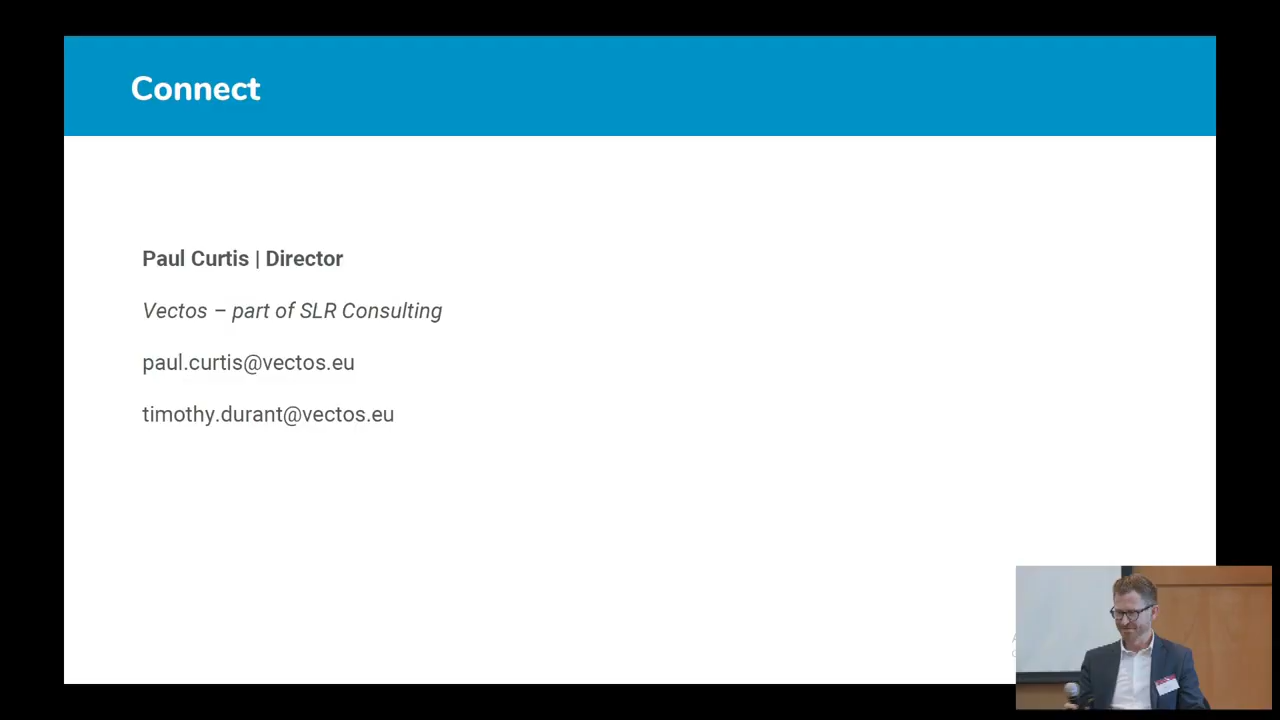 Connect
Paul Curtis | Director
Vectos – part of SLR Consulting
paul.curtis@vectos.eu
timothy.durant@vectos.eu